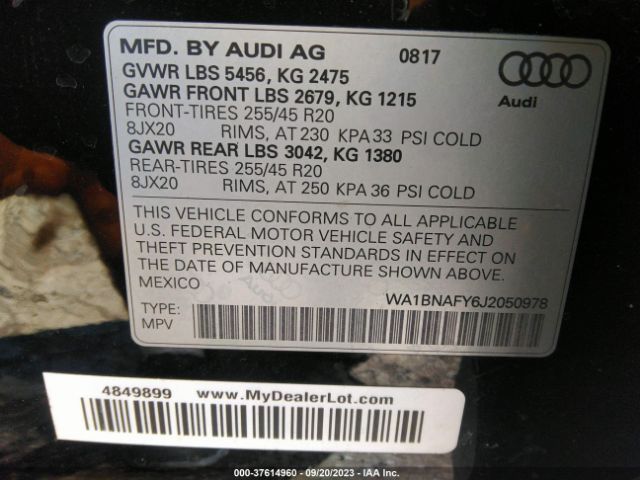 MFD. BY AUDI AG 0817
GVWR LBS 5456, KG 2475
GAWR FRONT LBS 2679, KG 1215
FRONT-TIRES 255/45 R20
8JX20 RIMS, AT 230 KPA 33 PSI COLD
GAWR REAR LBS 3042, KG 1380
REAR-TIRES 255/45 R20
8JX20 RIMS, AT 250 KPA 36 PSI COLD
Audi
THIS VEHICLE CONFORMS TO ALL APPLICABLE
U.S. FEDERAL MOTOR VEHICLE SAFETY AND
THEFT PREVENTION STANDARDS IN EFFECT ON
THE DATE OF MANUFACTURE SHOWN ABOVE.
MEXICO
Audi
WA1BNAFY6J2050978
TYPE:
MPV
4849899 www.MyDealerLot.com
000-37614960 - 09/20/2023 - IAA Inc.